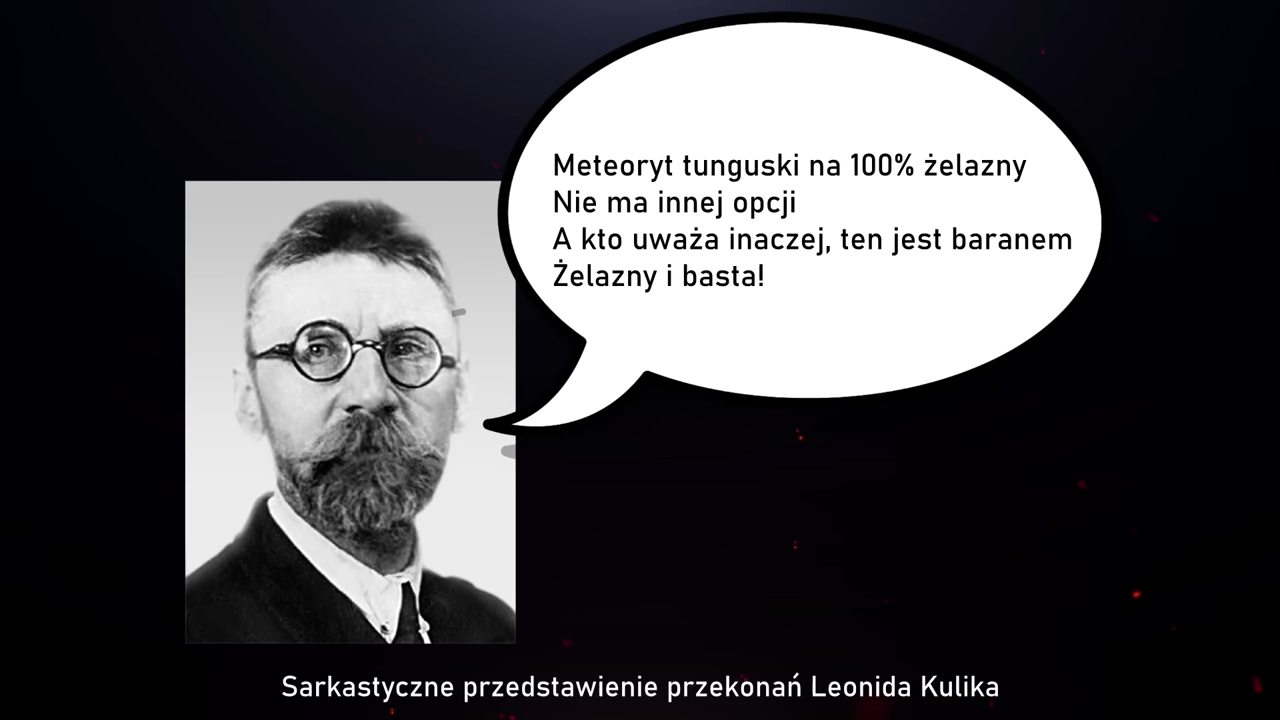 Meteoryt tunguski na 100% żelazny
Nie ma innej opcji
A kto uważa inaczej, ten jest baranem
Żelazny i basta!
Sarkastyczne przedstawienie przekonań Leonida Kulika